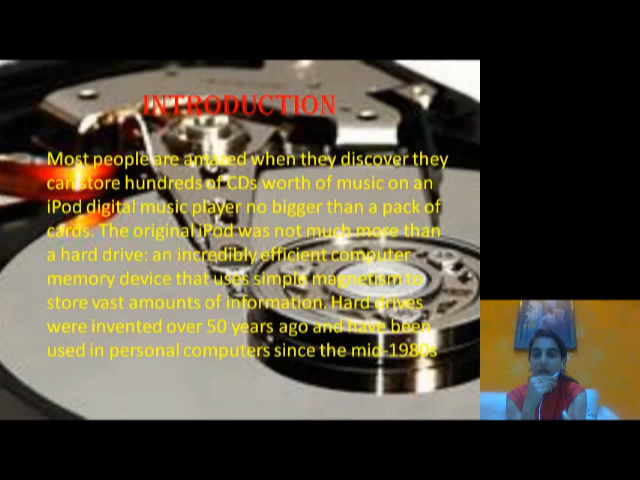 INTRODUCTION
Most people are amazed when they discover they
can store hundreds of CDs worth of music on an
iPod digital music player no bigger than a pack of
cards. The original iPod was not much more than
a hard drive: an incredibly efficient computer
memory device that uses simple magnetism to
store vast amounts of information. Hard drives
were invented over 50 years ago and have been
used in personal computers since the mid-1980s